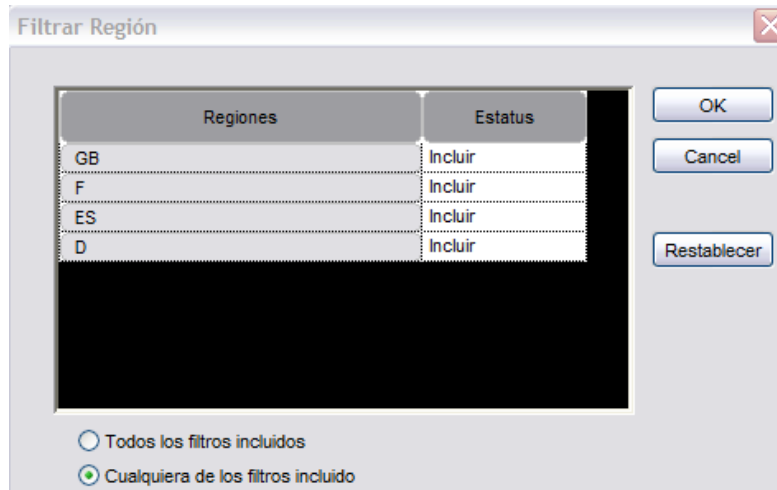 Filtrar Región
Regiones Estatus
GB Incluir
F Incluir
ES Incluir
D Incluir
OK
Cancel
Restablecer
Todos los filtros incluidos
Cualquiera de los filtros incluido